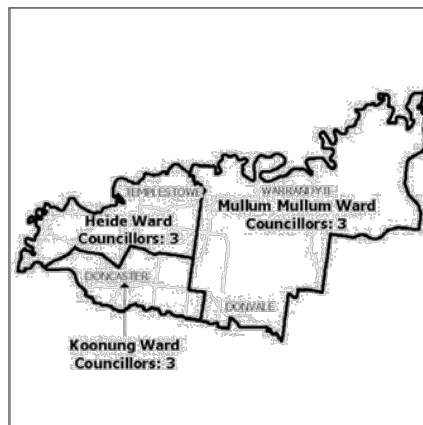 TEMPLESTOWE
WARRANDYTE
Mullum Mullum Ward
Councillors: 3
Heide Ward
Councillors: 3
DONCASTER
DONVALE
Koonung Ward
Councillors: 3